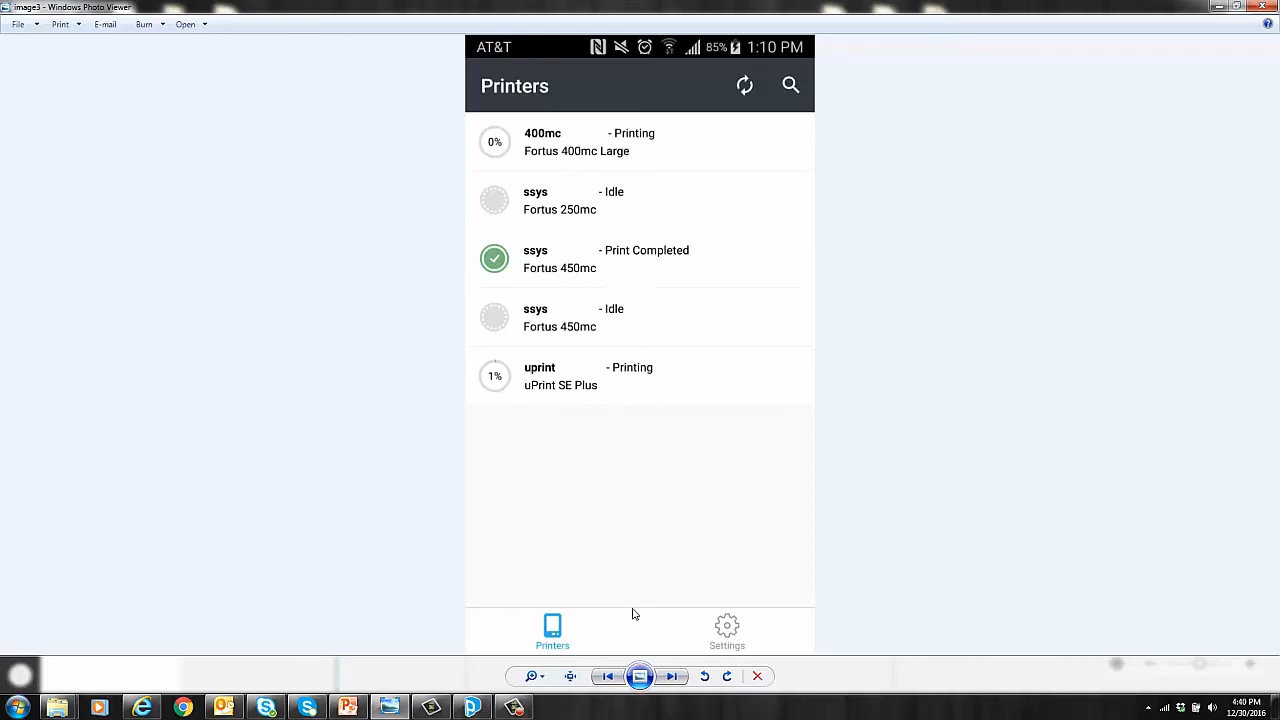 image3 - Windows Photo Viewer
File Print E-mail Burn Open
AT&T 85% 1:10 PM
Printers
0% 400mc - Printing
Fortus 400mc Large
ssys - Idle
Fortus 250mc
ssys - Print Completed
Fortus 450mc
ssys - Idle
Fortus 450mc
1% uprint - Printing
uPrint SE Plus
Printers Settings
4:40 PM
12/30/2016